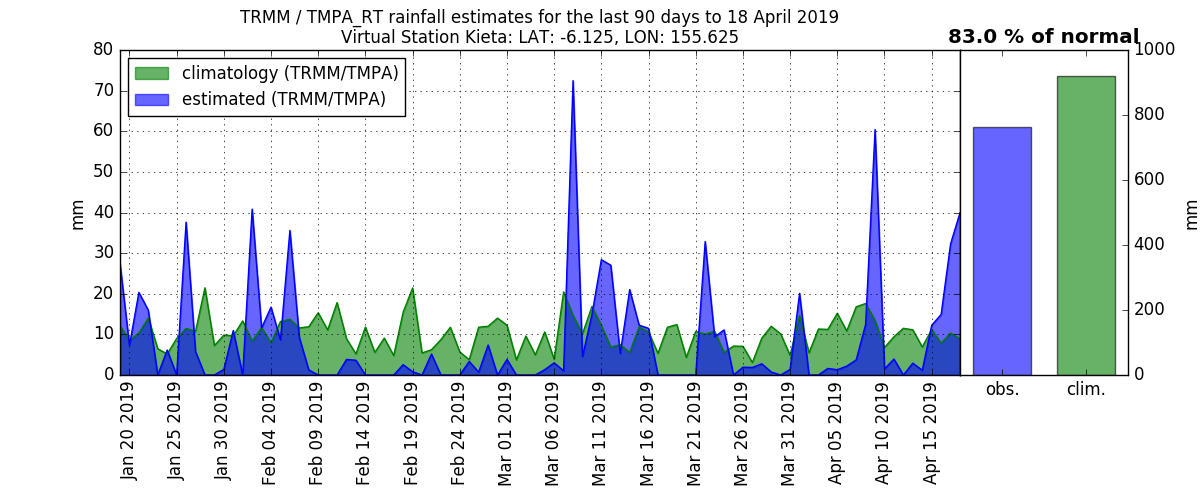 TRMM / TMPA_RT rainfall estimates for the last 90 days to 18 April 2019
Virtual Station Kieta: LAT: -6.125, LON: 155.625
83.0 % of normal
climatology (TRMM/TMPA)
estimated (TRMM/TMPA)
mm
80
70
60
50
40
30
20
10
0
Jan 20 2019
Jan 25 2019
Jan 30 2019
Feb 04 2019
Feb 09 2019
Feb 14 2019
Feb 19 2019
Feb 24 2019
Mar 01 2019
Mar 06 2019
Mar 11 2019
Mar 16 2019
Mar 21 2019
Mar 26 2019
Mar 31 2019
Apr 05 2019
Apr 10 2019
Apr 15 2019
obs.
clim.
1000
800
600
400
200
0
mm